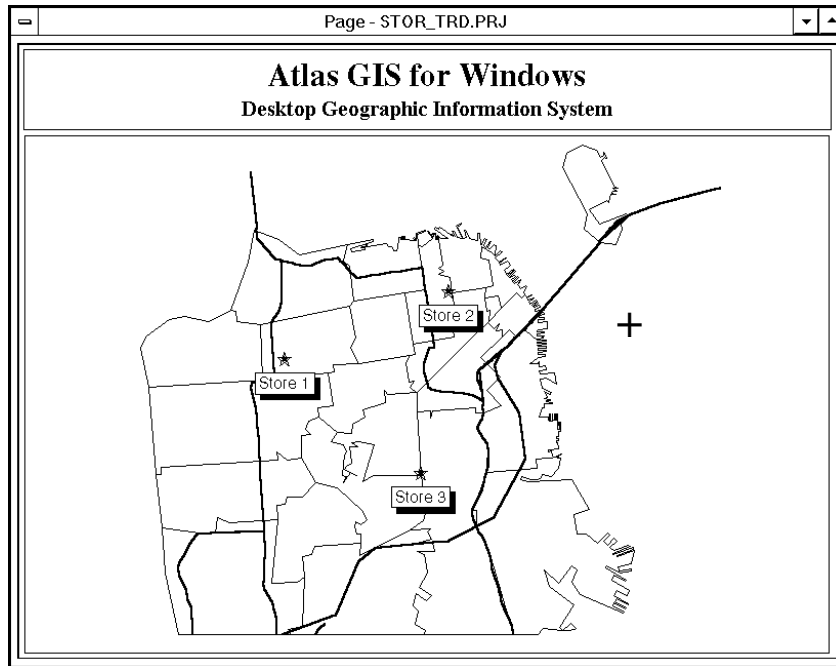 Page - STOR_TRD.PRJ
Atlas GIS for Windows
Desktop Geographic Information System
Store 2
Store 1
Store 3